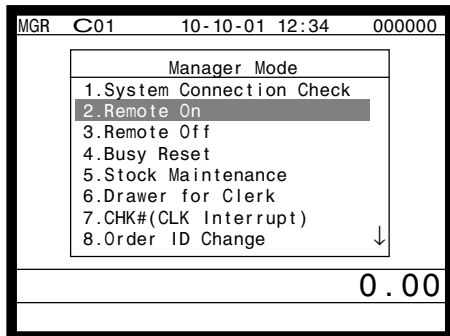 MGR C01 10-10-01 12:34 000000
Manager Mode
1.System Connection Check
2.Remote On
3.Remote Off
4.Busy Reset
5.Stock Maintenance
6.Drawer for Clerk
7.CHK#(CLK Interrupt)
8.Order ID Change ↓
0.00